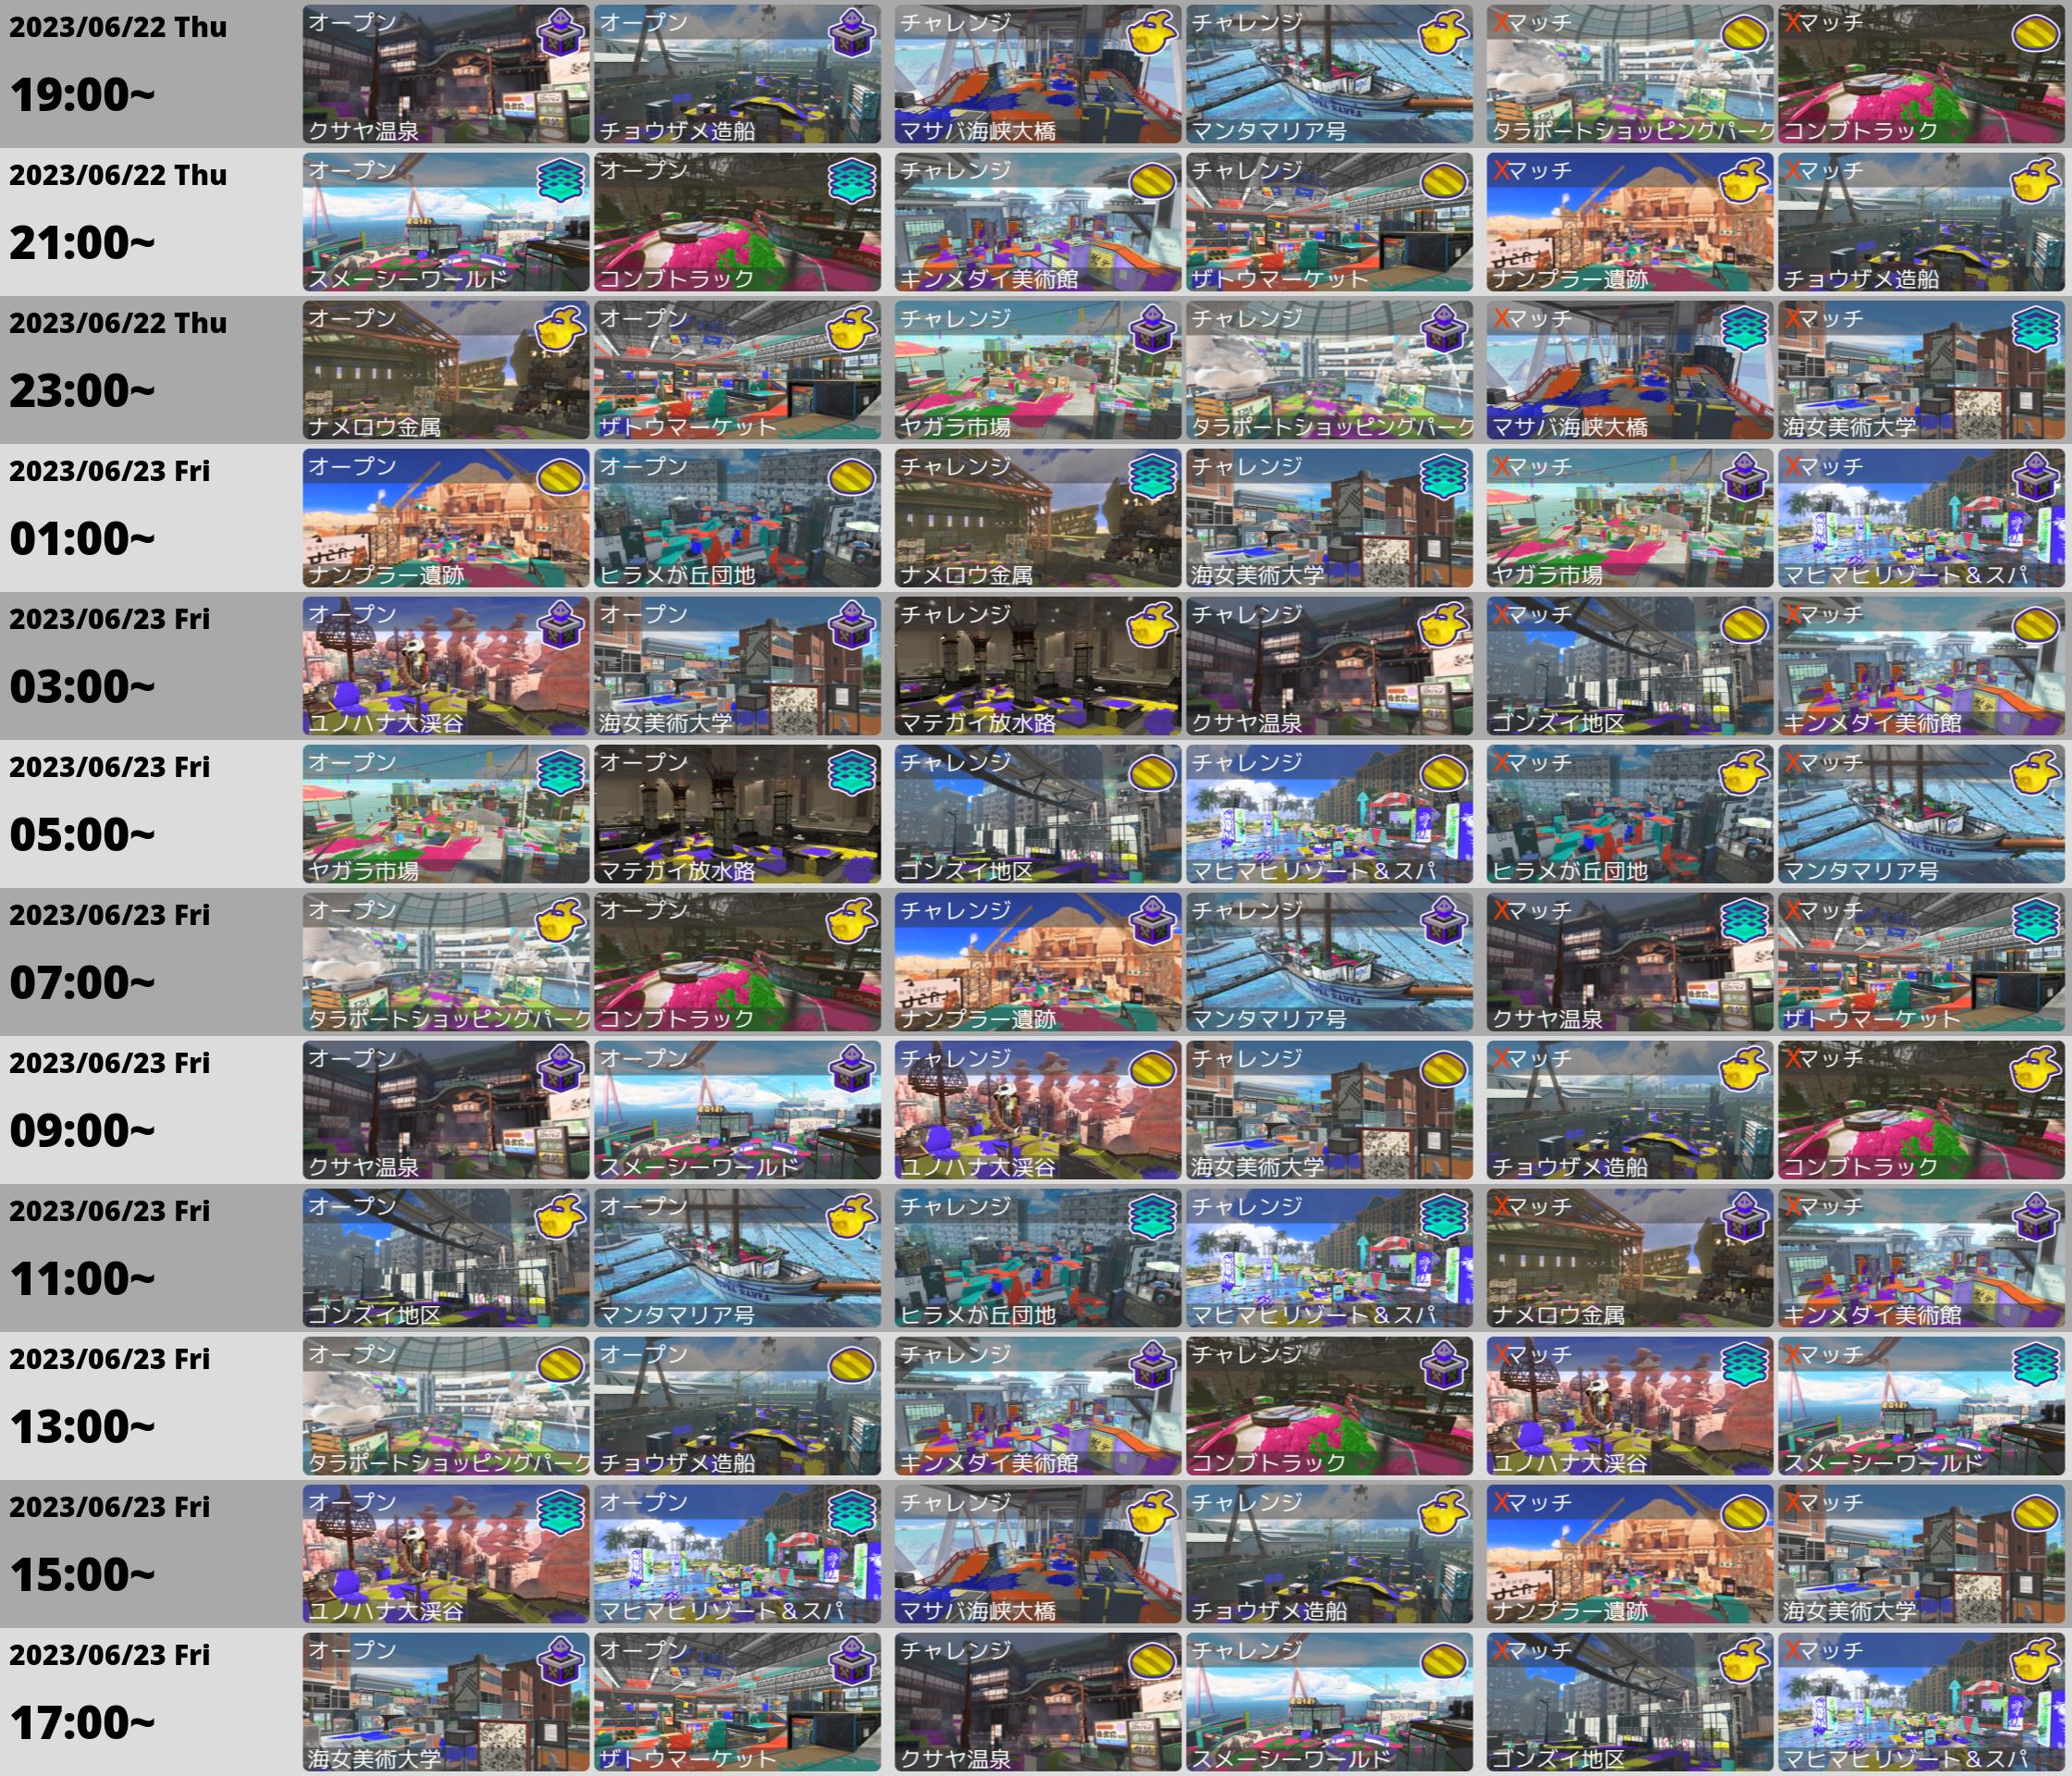 2023/06/22 Thu
19:00~
オープン オープン チャレンジ チャレンジ Xマッチ Xマッチ
クサヤ温泉 チョウザメ造船 マサバ海峡大橋 マンタマリア号 タラポートショッピングパーク コンブトラック
2023/06/22 Thu
21:00~
オープン オープン チャレンジ チャレンジ Xマッチ Xマッチ
スメーシーワールド コンブトラック キンメダイ美術館 ザトウマーケット ナンプラー遺跡 チョウザメ造船
2023/06/22 Thu
23:00~
オープン オープン チャレンジ チャレンジ Xマッチ Xマッチ
ナメロウ金属 ザトウマーケット ヤガラ市場 タラポートショッピングパーク マサバ海峡大橋 海女美術大学
2023/06/23 Fri
01:00~
オープン オープン チャレンジ チャレンジ Xマッチ Xマッチ
ナンプラー遺跡 ヒラメが丘団地 ナメロウ金属 海女美術大学 ヤガラ市場 マヒマヒリゾート＆スパ
2023/06/23 Fri
03:00~
オープン オープン チャレンジ チャレンジ Xマッチ Xマッチ
ユノハナ大渓谷 海女美術大学 マテガイ放水路 クサヤ温泉 ゴンズイ地区 キンメダイ美術館
2023/06/23 Fri
05:00~
オープン オープン チャレンジ チャレンジ Xマッチ Xマッチ
ヤガラ市場 マテガイ放水路 ゴンズイ地区 マヒマヒリゾート＆スパ ヒラメが丘団地 マンタマリア号
2023/06/23 Fri
07:00~
オープン オープン チャレンジ チャレンジ Xマッチ Xマッチ
タラポートショッピングパーク コンブトラック ナンプラー遺跡 マンタマリア号 クサヤ温泉 ザトウマーケット
2023/06/23 Fri
09:00~
オープン オープン チャレンジ チャレンジ Xマッチ Xマッチ
クサヤ温泉 スメーシーワールド ユノハナ大渓谷 海女美術大学 チョウザメ造船 コンブトラック
2023/06/23 Fri
11:00~
オープン オープン チャレンジ チャレンジ Xマッチ Xマッチ
ゴンズイ地区 マンタマリア号 ヒラメが丘団地 マヒマヒリゾート＆スパ ナメロウ金属 キンメダイ美術館
2023/06/23 Fri
13:00~
オープン オープン チャレンジ チャレンジ Xマッチ Xマッチ
タラポートショッピングパーク チョウザメ造船 キンメダイ美術館 コンブトラック ユノハナ大渓谷 スメーシーワールド
2023/06/23 Fri
15:00~
オープン オープン チャレンジ チャレンジ Xマッチ Xマッチ
ユノハナ大渓谷 マヒマヒリゾート＆スパ マサバ海峡大橋 チョウザメ造船 ナンプラー遺跡 海女美術大学
2023/06/23 Fri
17:00~
オープン オープン チャレンジ チャレンジ Xマッチ Xマッチ
海女美術大学 ザトウマーケット クサヤ温泉 スメーシーワールド ゴンズイ地区 マヒマヒリゾート＆スパ